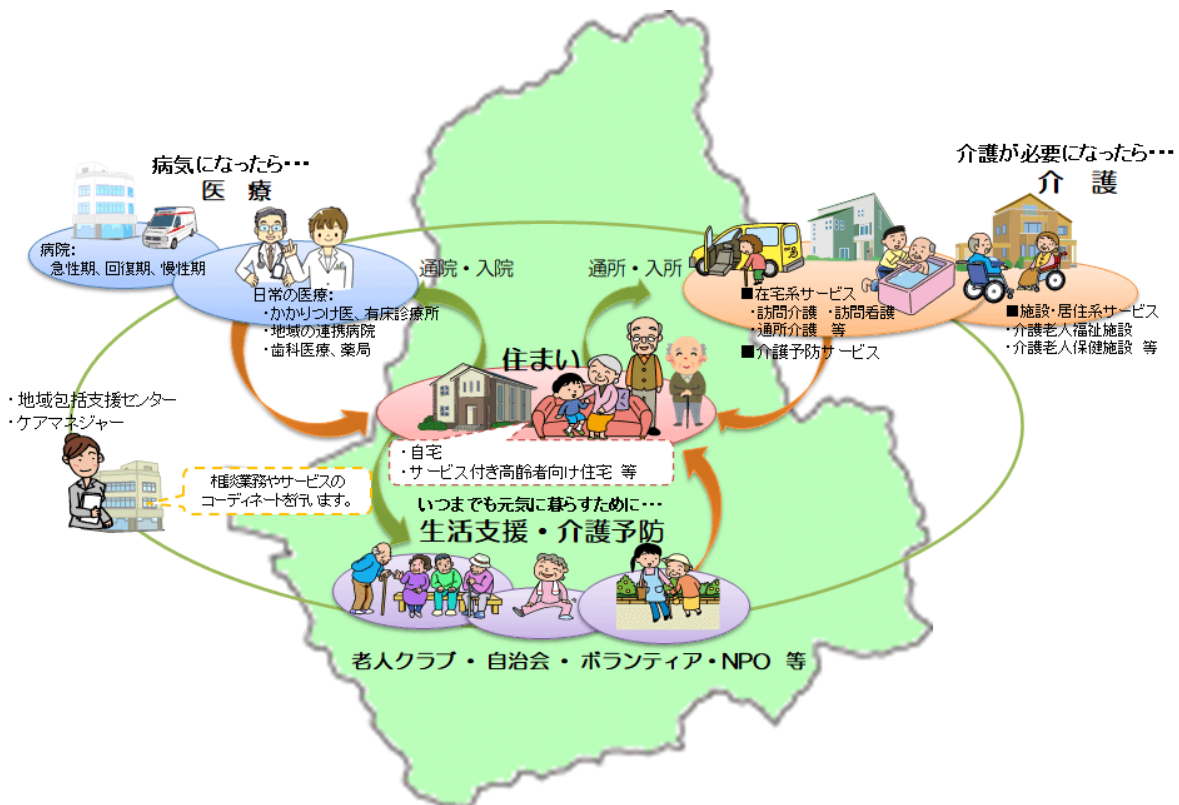 病気になったら・・・
医 療
病院:
急性期、回復期、慢性期
日常の医療:
・かかりつけ医、有床診療所
・地域の連携病院
・歯科医療、薬局
通院・入院
通所・入所
介護が必要になったら・・・
介 護
■在宅系サービス
・訪問介護 ・訪問看護
・通所介護 等
■介護予防サービス
■施設・居住系サービス
・介護老人福祉施設
・介護老人保健施設 等
住まい
・自宅
・サービス付き高齢者向け住宅 等
・地域包括支援センター
・ケアマネジャー
相談業務やサービスの
コーディネートを行います。
いつまでも元気に暮らすために・・・
生活支援・介護予防
老人クラブ・自治会・ボランティア・NPO 等